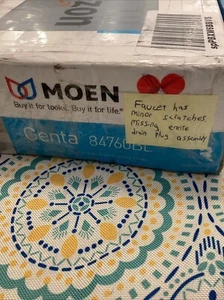 MOEN
Buy it for looks. Buy it for life.®
Centa™ 84760BL
Faucet has
minor scratches.
Missing entire
drain plug assembly